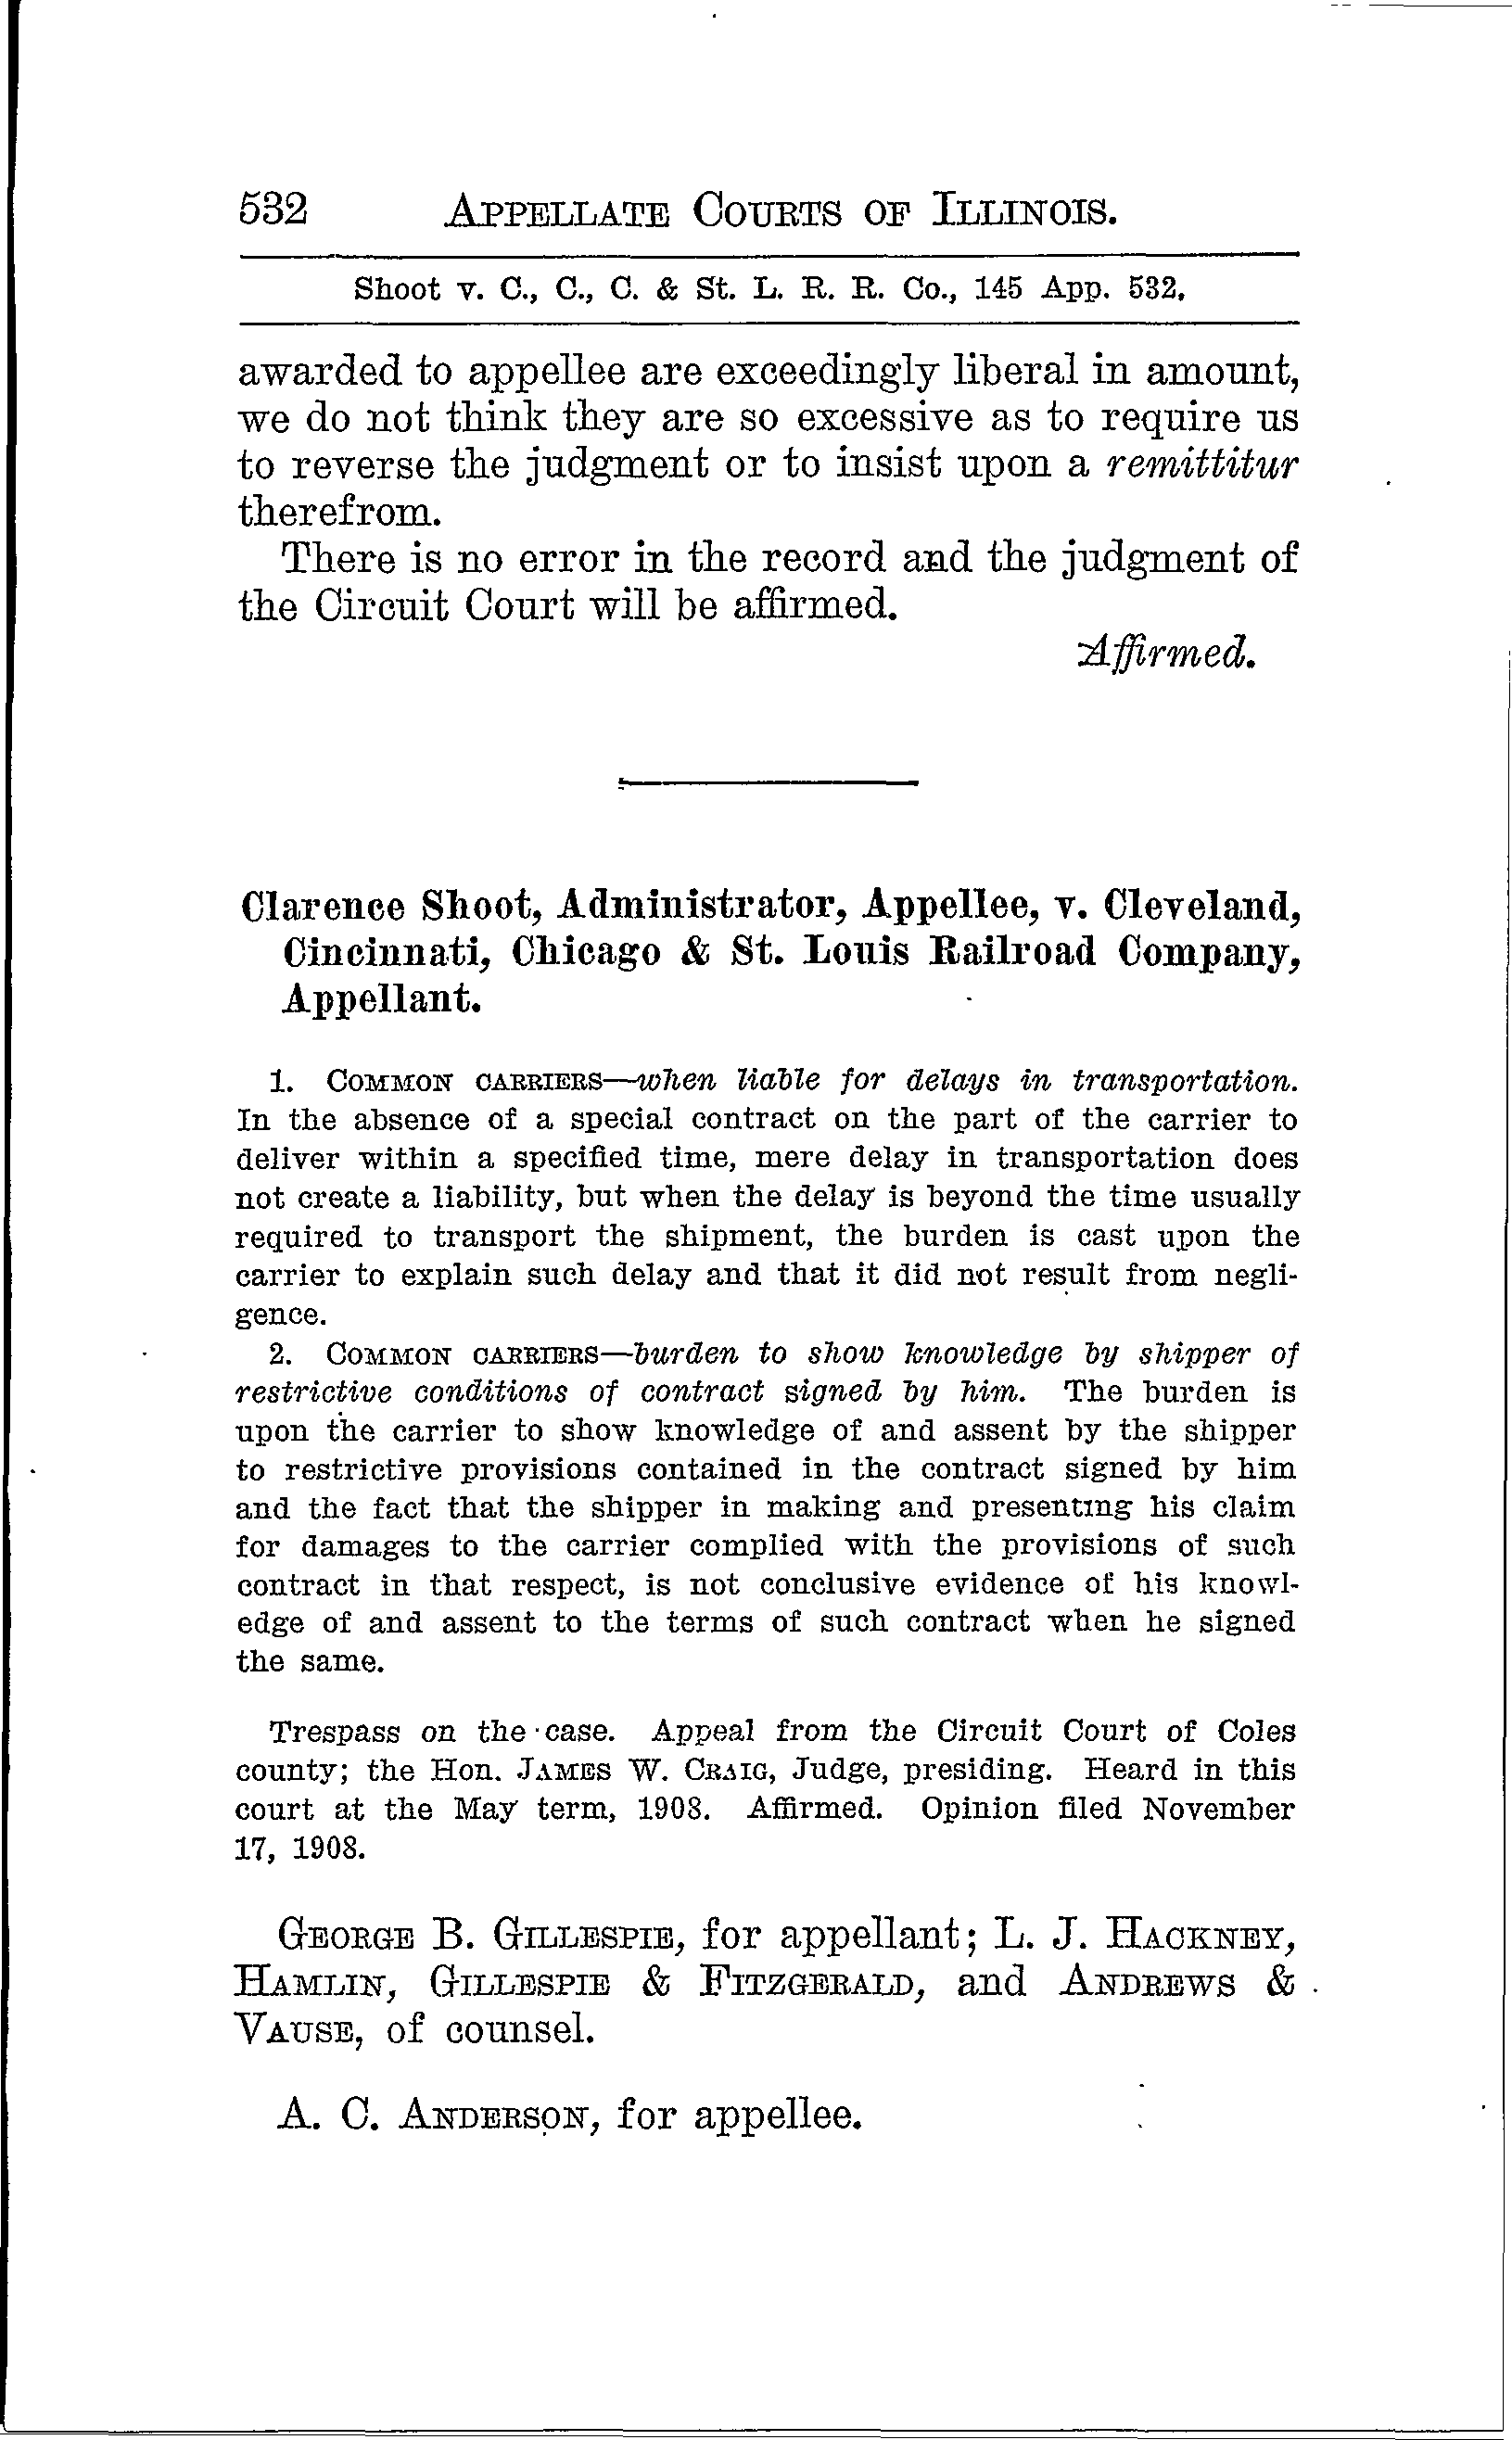 532 APPELLATE COURTS OF ILLINOIS.
Shoot v. C., C., C. & St. L. R. R. Co., 145 App. 532.
awarded to appellee are exceedingly liberal in amount,
we do not think they are so excessive as to require us
to reverse the judgment or to insist upon a remittitur
therefrom.
There is no error in the record and the judgment of
the Circuit Court will be affirmed.
Affirmed.
Clarence Shoot, Administrator, Appellee, v. Cleveland,
Cincinnati, Chicago & St. Louis Railroad Company,
Appellant.
1. COMMON CARRIERS—when liable for delays in transportation.
In the absence of a special contract on the part of the carrier to
deliver within a specified time, mere delay in transportation does
not create a liability, but when the delay is beyond the time usually
required to transport the shipment, the burden is cast upon the
carrier to explain such delay and that it did not result from negli-
gence.
2. COMMON CARRIERS—burden to show knowledge by shipper of
restrictive conditions of contract signed by him. The burden is
upon the carrier to show knowledge of and assent by the shipper
to restrictive provisions contained in the contract signed by him
and the fact that the shipper in making and presenting his claim
for damages to the carrier complied with the provisions of such
contract in that respect, is not conclusive evidence of his knowl-
edge of and assent to the terms of such contract when he signed
the same.
Trespass on the case. Appeal from the Circuit Court of Coles
county; the Hon. JAMES W. CRAIG, Judge, presiding. Heard in this
court at the May term, 1908. Affirmed. Opinion filed November
17, 1908.
GEORGE B. GILLESPIE, for appellant; L. J. HACKNEY,
HAMLIN, GILLESPIE & FITZGERALD, and ANDREWS &
VAUSE, of counsel.
A. C. ANDERSON, for appellee.